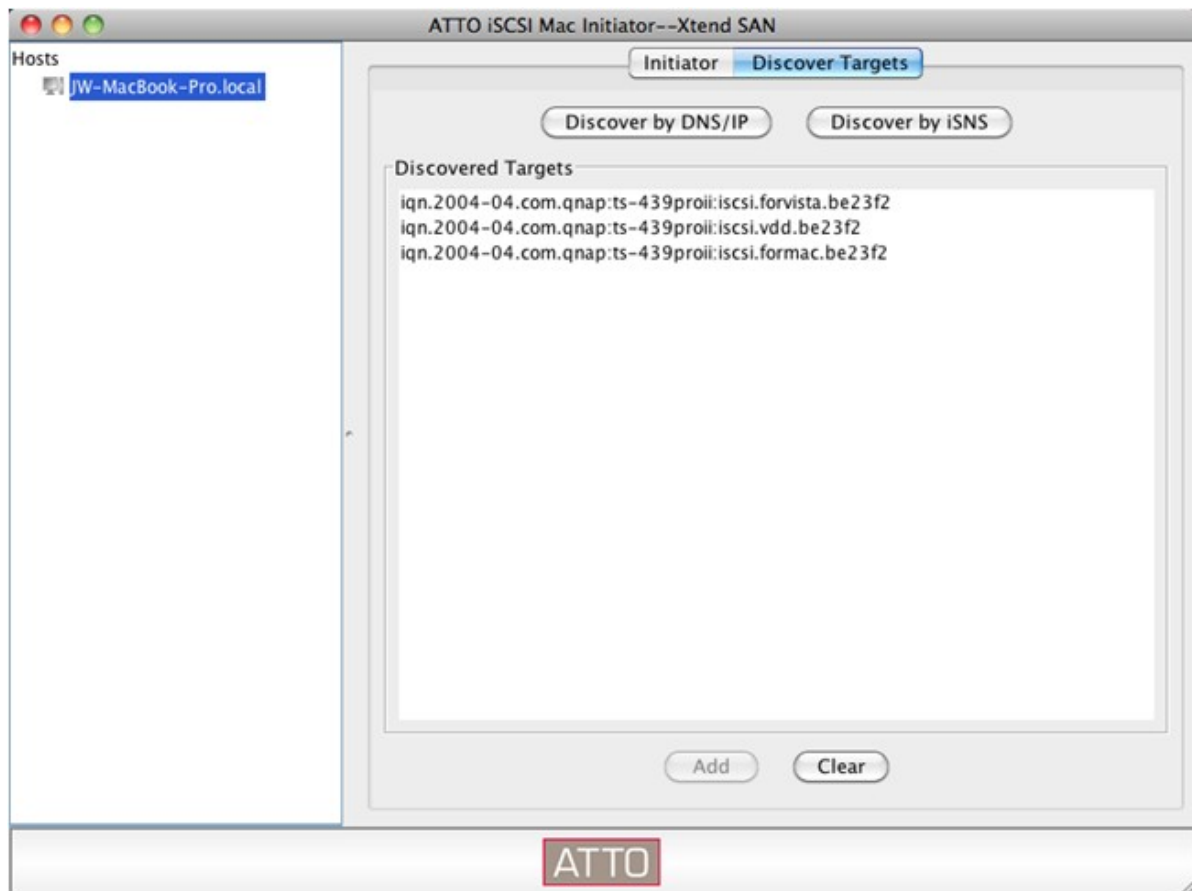 ATTO iSCSI Mac Initiator--Xtend SAN
Hosts
JW-MacBook-Pro.local
Initiator
Discover Targets
Discover by DNS/IP
Discover by iSNS
Discovered Targets
iqn.2004-04.com.qnap:ts-439proii:iscsi.forvista.be23f2
iqn.2004-04.com.qnap:ts-439proii:iscsi.vdd.be23f2
iqn.2004-04.com.qnap:ts-439proii:iscsi.formac.be23f2
Add
Clear
ATTO